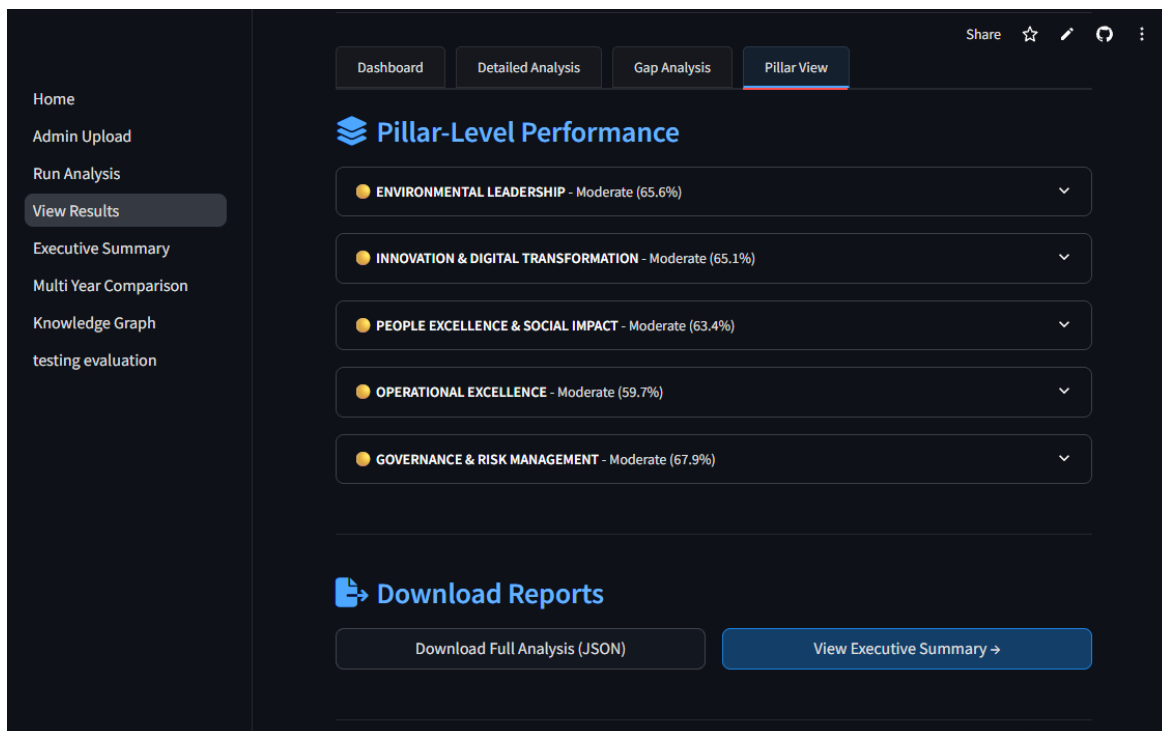 Share
Home
Admin Upload
Run Analysis
View Results
Executive Summary
Multi Year Comparison
Knowledge Graph
testing evaluation
Dashboard Detailed Analysis Gap Analysis Pillar View
Pillar-Level Performance
ENVIRONMENTAL LEADERSHIP - Moderate (65.6%)
INNOVATION & DIGITAL TRANSFORMATION - Moderate (65.1%)
PEOPLE EXCELLENCE & SOCIAL IMPACT - Moderate (63.4%)
OPERATIONAL EXCELLENCE - Moderate (59.7%)
GOVERNANCE & RISK MANAGEMENT - Moderate (67.9%)
Download Reports
Download Full Analysis (JSON) View Executive Summary →